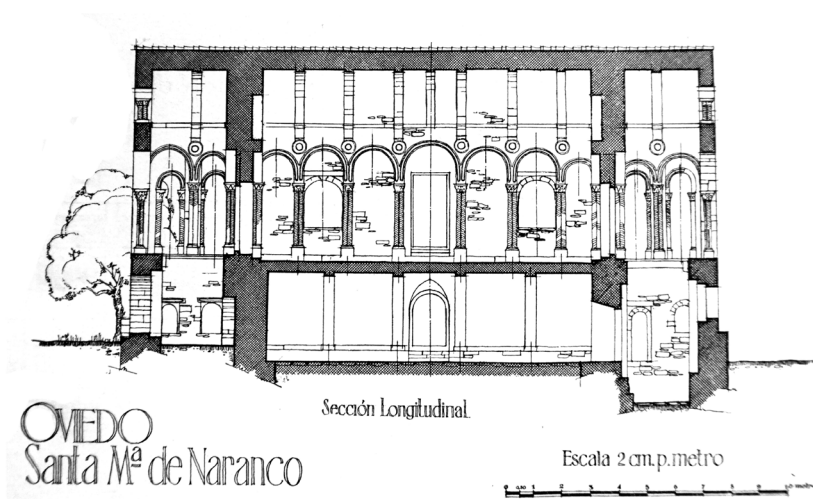 Sección Longitudinal
OVIEDO
Santa Mª de Naranco
Escala 2 cm.p.metro